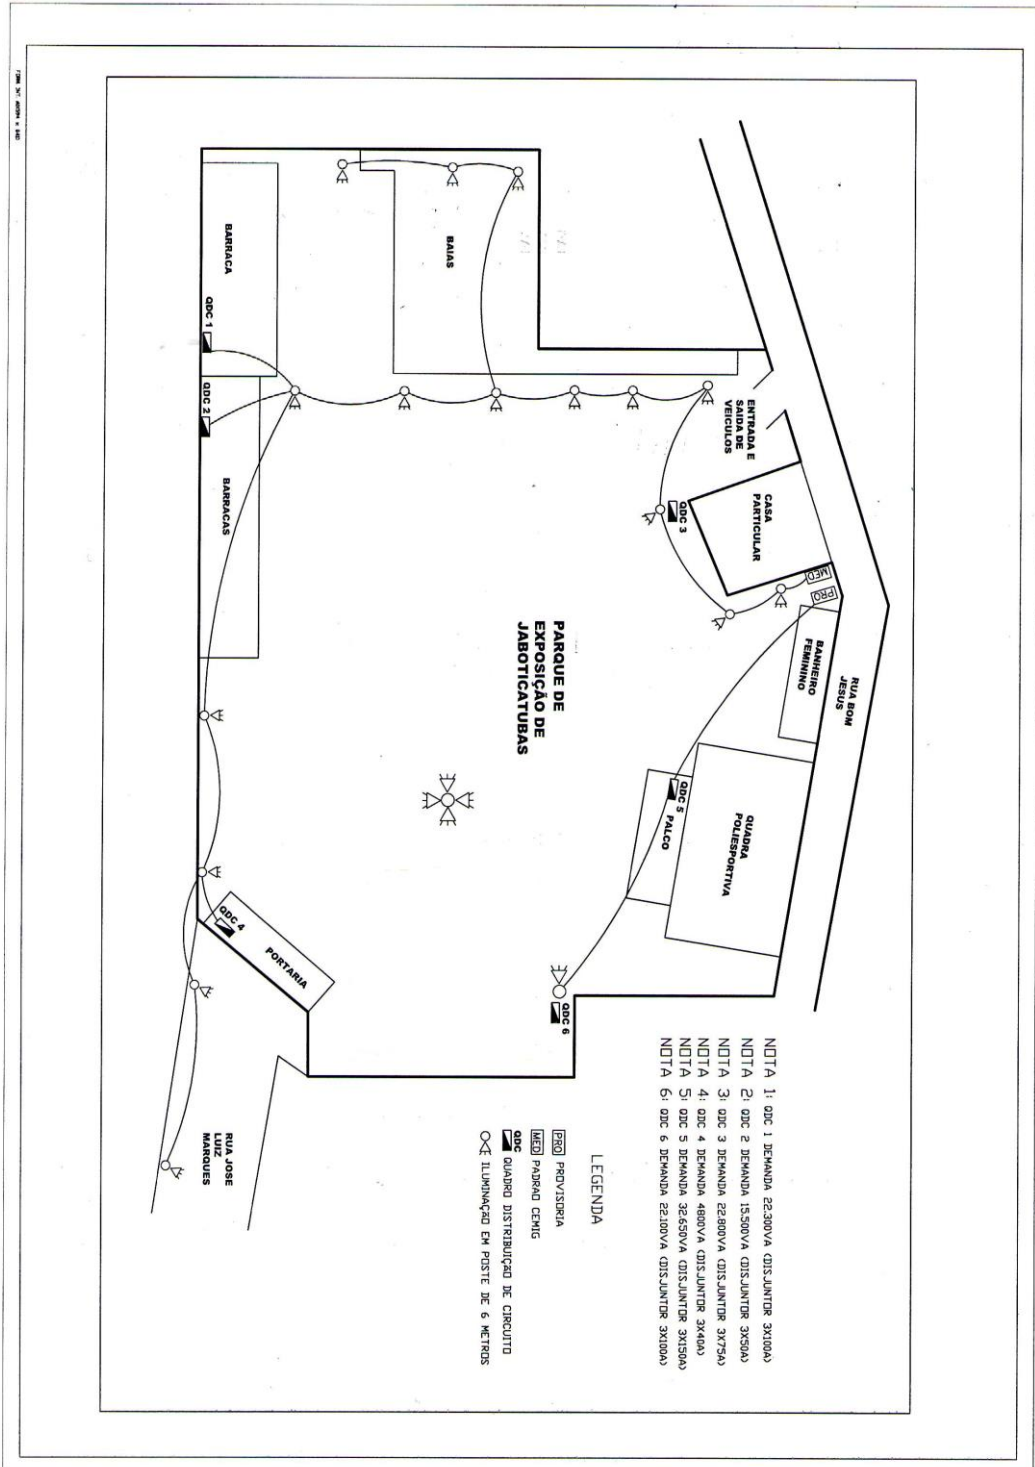 BARRACA
BAIAS
QDC 1
QDC 2
BARRACAS
ENTRADA E
SAIDA DE
VEICULOS
QDC 3
CASA
PARTICULAR
MED
PRO
BANHEIRO
FEMININO
RUA BOM
JESUS
PARQUE DE
EXPOSIÇÃO DE
JABOTICATUBAS
QDC 5
PALCO
QUADRA
POLIESPORTIVA
QDC 4
PORTARIA
QDC 6
RUA JOSE
LUIZ
MARQUES
NOTA 1: QDC 1 DEMANDA 22.300VA (DISJUNTOR 3X100A)
NOTA 2: QDC 2 DEMANDA 15.500VA (DISJUNTOR 3X50A)
NOTA 3: QDC 3 DEMANDA 22.800VA (DISJUNTOR 3X75A)
NOTA 4: QDC 4 DEMANDA 4800VA (DISJUNTOR 3X40A)
NOTA 5: QDC 5 DEMANDA 32.650VA (DISJUNTOR 3X150A)
NOTA 6: QDC 6 DEMANDA 22.100VA (DISJUNTOR 3X100A)
LEGENDA
PRO PROVISORIA
MED PADRAO CEMIG
QDC QUADRO DISTRIBUIÇÃO DE CIRCUITO
ILUMINAÇÃO EM POSTE DE 6 METROS